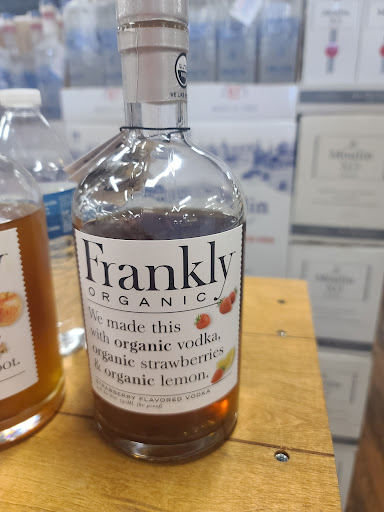 Frankly
ORGANIC
We made this
with organic vodka,
organic strawberries
& organic lemon.
STRAWBERRY FLAVORED VODKA